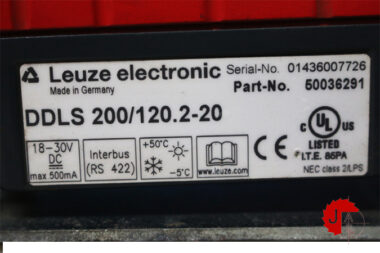 Leuze electronic Serial-No. 01436007726
Made in Germany Part-No. 50036291
DDLS 200/120.2-20
C UL US
LISTED
I.T.E. 86PA
NEC class 2/LPS
18-30V
DC
max 500mA
Interbus
(RS 422)
+50°C
-5°C
www.leuze.com
CE